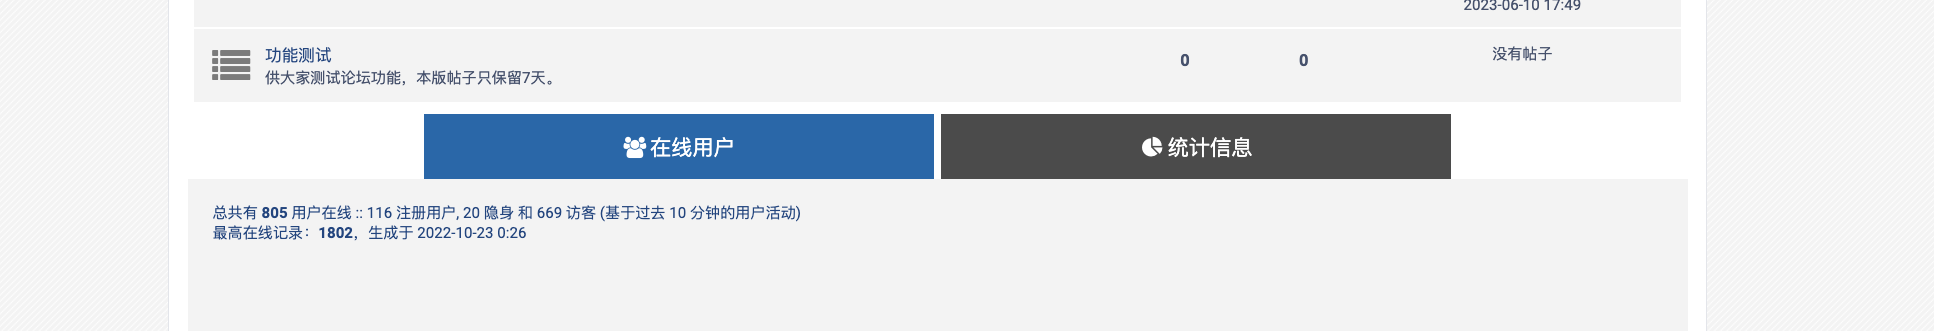 2023-06-10 17:49
功能测试
供大家测试论坛功能，本版帖子只保留7天。
0
0
没有帖子
在线用户
统计信息
总共有 805 用户在线 :: 116 注册用户, 20 隐身 和 669 访客 (基于过去 10 分钟的用户活动)
最高在线记录：1802，生成于 2022-10-23 0:26